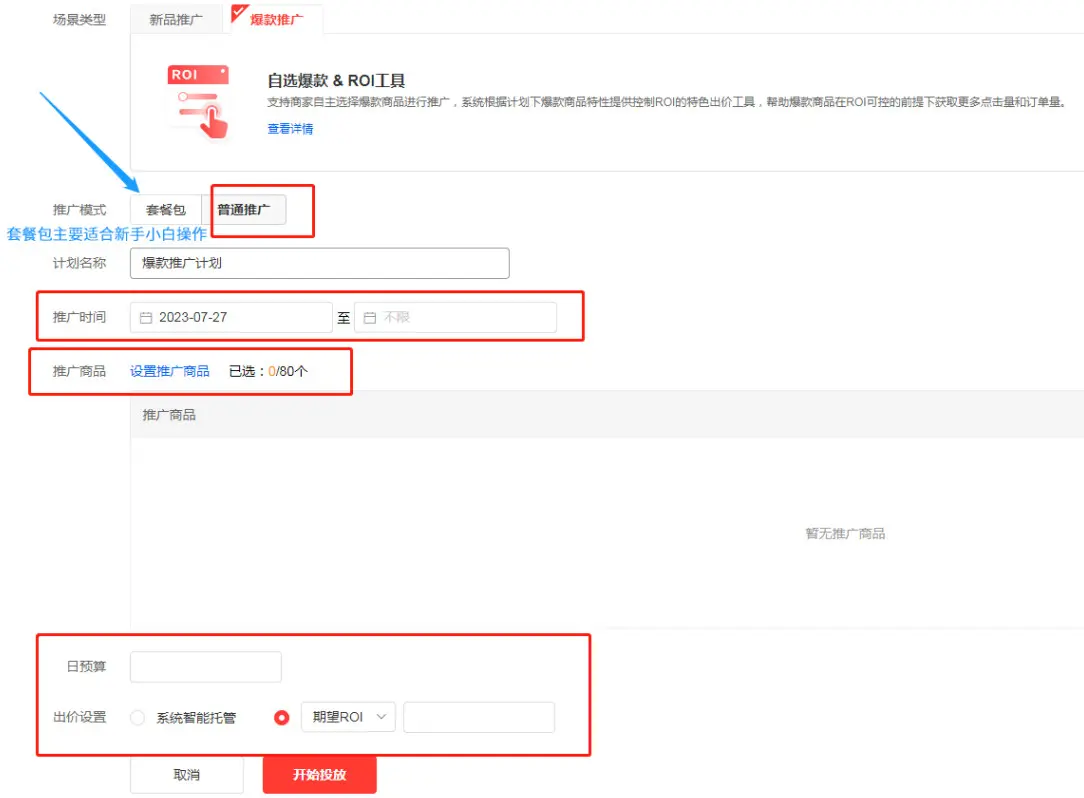 场景类型 新品推广 爆款推广
ROI
自选爆款 & ROI工具
支持商家自主选择爆款商品进行推广，系统根据计划下爆款商品特性提供控制ROI的特色出价工具，帮助爆款商品在ROI可控的前提下获取更多点击量和订单量。
查看详情
推广模式 套餐包 普通推广
套餐包主要适合新手小白操作
计划名称 爆款推广计划
推广时间 2023-07-27 至 不限
推广商品 设置推广商品 已选：0/80个
推广商品
暂无推广商品
日预算
出价设置 系统智能托管 期望ROI
取消 开始投放